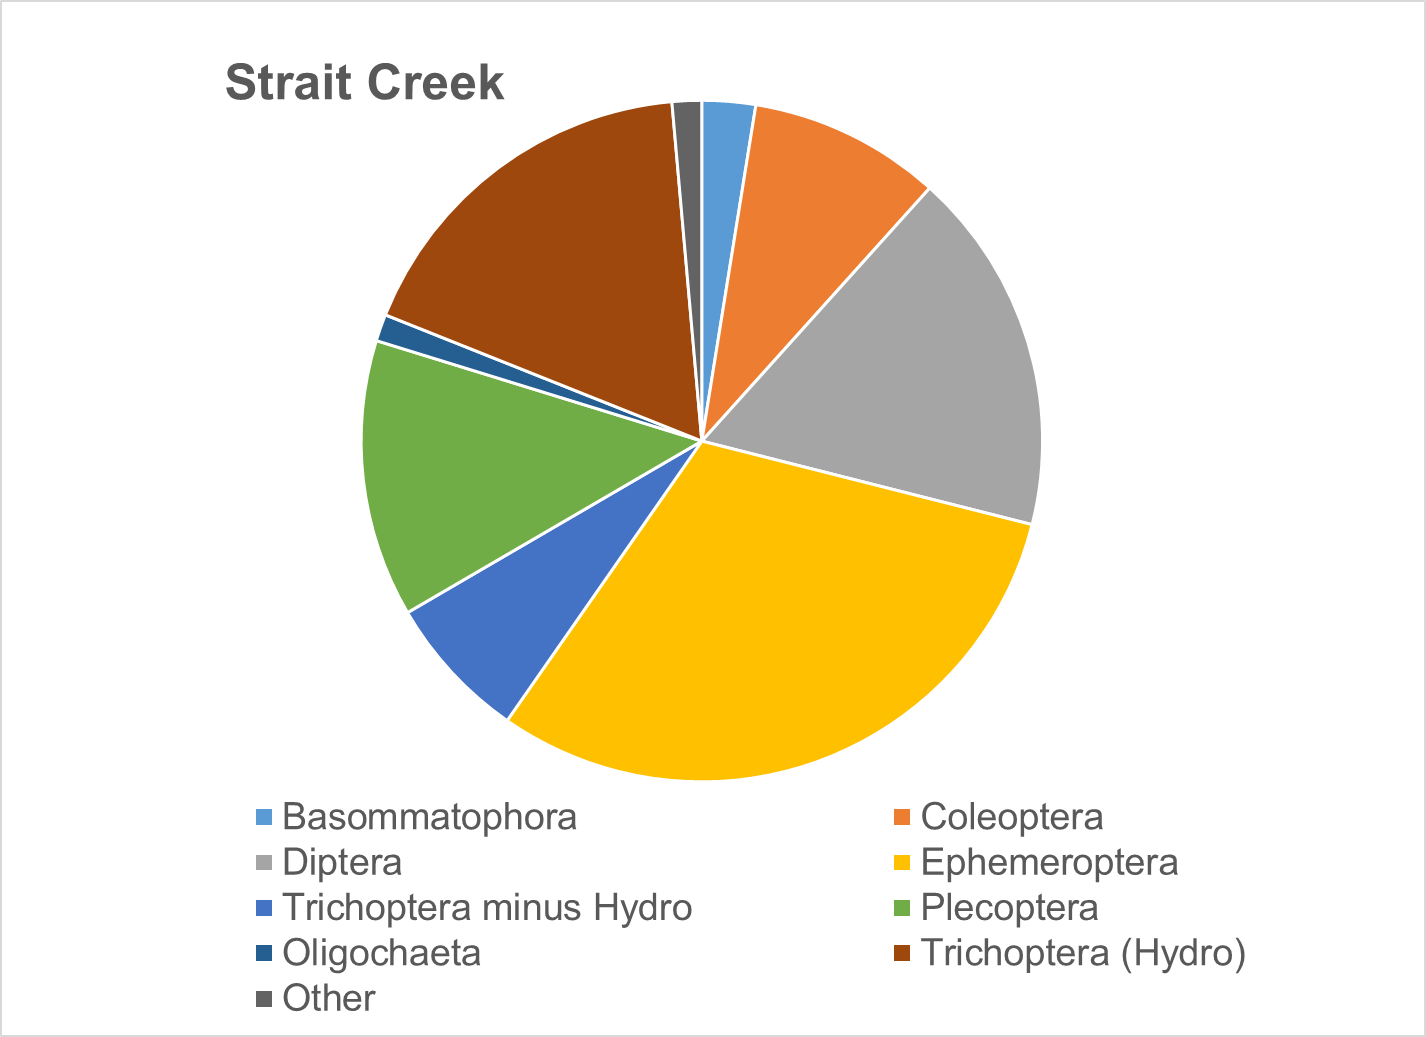 Strait Creek
Basommatophora
Coleoptera
Diptera
Ephemeroptera
Trichoptera minus Hydro
Plecoptera
Oligochaeta
Trichoptera (Hydro)
Other